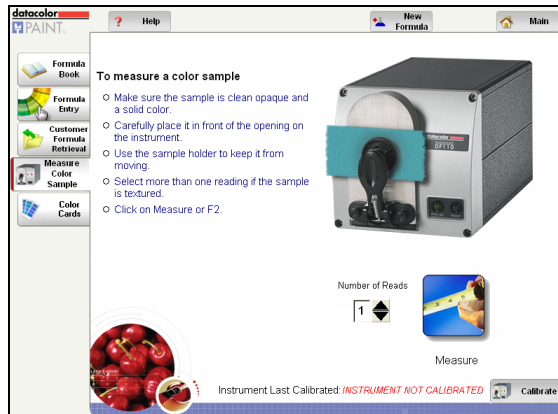 datacolor
PAINT
Help
New
Formula
Main
Formula
Book
Formula
Entry
Customer
Formula
Retrieval
Measure
Color
Sample
Color
Cards
To measure a color sample
Make sure the sample is clean opaque and
a solid color.
Carefully place it in front of the opening on
the instrument.
Use the sample holder to keep it from
moving.
Select more than one reading if the sample
is textured.
Click on Measure or F2.
datacolor
Number of Reads
1
Measure
Instrument Last Calibrated: INSTRUMENT NOT CALIBRATED
Calibrate